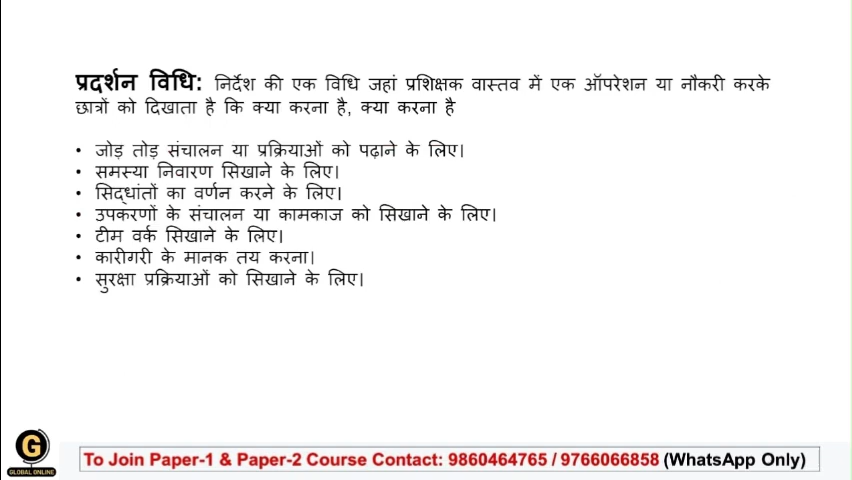 प्रदर्शन विधि: निर्देश की एक विधि जहां प्रशिक्षक वास्तव में एक ऑपरेशन या नौकरी करके
छात्रों को दिखाता है कि क्या करना है, क्या करना है
• जोड़ तोड़ संचालन या प्रक्रियाओं को पढ़ाने के लिए।
• समस्या निवारण सिखाने के लिए।
• सिद्धांतों का वर्णन करने के लिए।
• उपकरणों के संचालन या कामकाज को सिखाने के लिए।
• टीम वर्क सिखाने के लिए।
• कारीगरी के मानक तय करना।
• सुरक्षा प्रक्रियाओं को सिखाने के लिए।
G
GLOBAL ONLINE
To Join Paper-1 & Paper-2 Course Contact: 9860464765 / 9766066858 (WhatsApp Only)